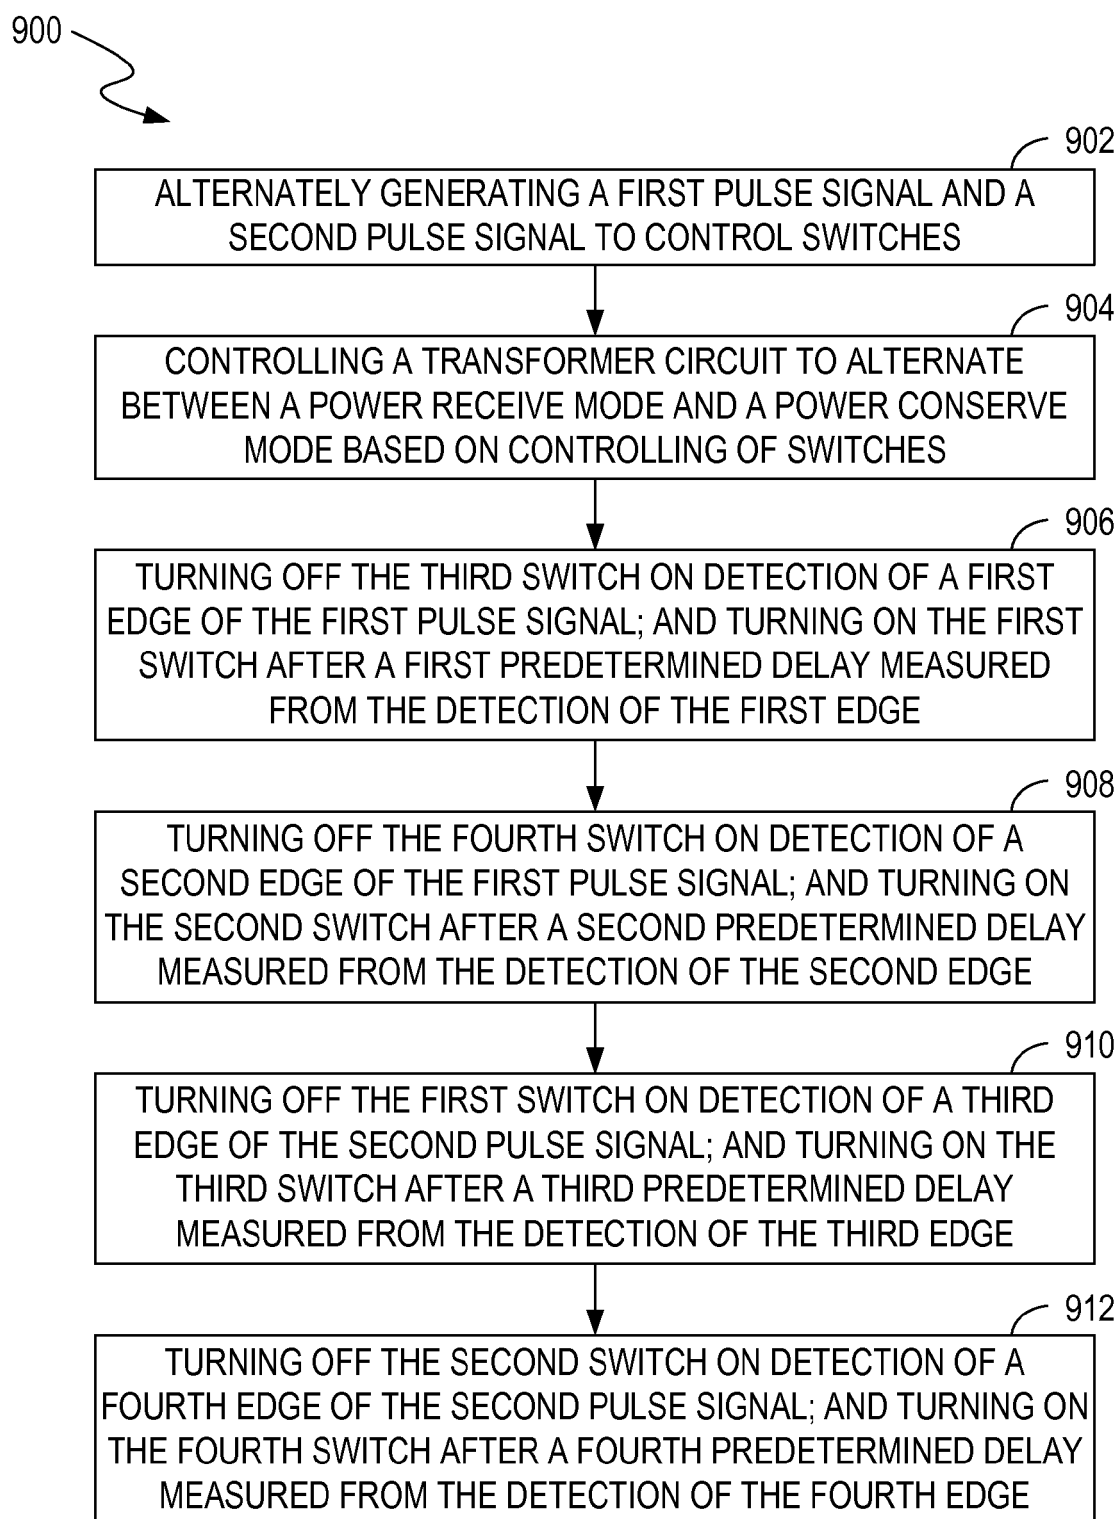 900
902
ALTERNATELY GENERATING A FIRST PULSE SIGNAL AND A
SECOND PULSE SIGNAL TO CONTROL SWITCHES
904
CONTROLLING A TRANSFORMER CIRCUIT TO ALTERNATE
BETWEEN A POWER RECEIVE MODE AND A POWER CONSERVE
MODE BASED ON CONTROLLING OF SWITCHES
906
TURNING OFF THE THIRD SWITCH ON DETECTION OF A FIRST
EDGE OF THE FIRST PULSE SIGNAL; AND TURNING ON THE FIRST
SWITCH AFTER A FIRST PREDETERMINED DELAY MEASURED
FROM THE DETECTION OF THE FIRST EDGE
908
TURNING OFF THE FOURTH SWITCH ON DETECTION OF A
SECOND EDGE OF THE FIRST PULSE SIGNAL; AND TURNING ON
THE SECOND SWITCH AFTER A SECOND PREDETERMINED DELAY
MEASURED FROM THE DETECTION OF THE SECOND EDGE
910
TURNING OFF THE FIRST SWITCH ON DETECTION OF A THIRD
EDGE OF THE SECOND PULSE SIGNAL; AND TURNING ON THE
THIRD SWITCH AFTER A THIRD PREDETERMINED DELAY
MEASURED FROM THE DETECTION OF THE THIRD EDGE
912
TURNING OFF THE SECOND SWITCH ON DETECTION OF A
FOURTH EDGE OF THE SECOND PULSE SIGNAL; AND TURNING ON
THE FOURTH SWITCH AFTER A FOURTH PREDETERMINED DELAY
MEASURED FROM THE DETECTION OF THE FOURTH EDGE